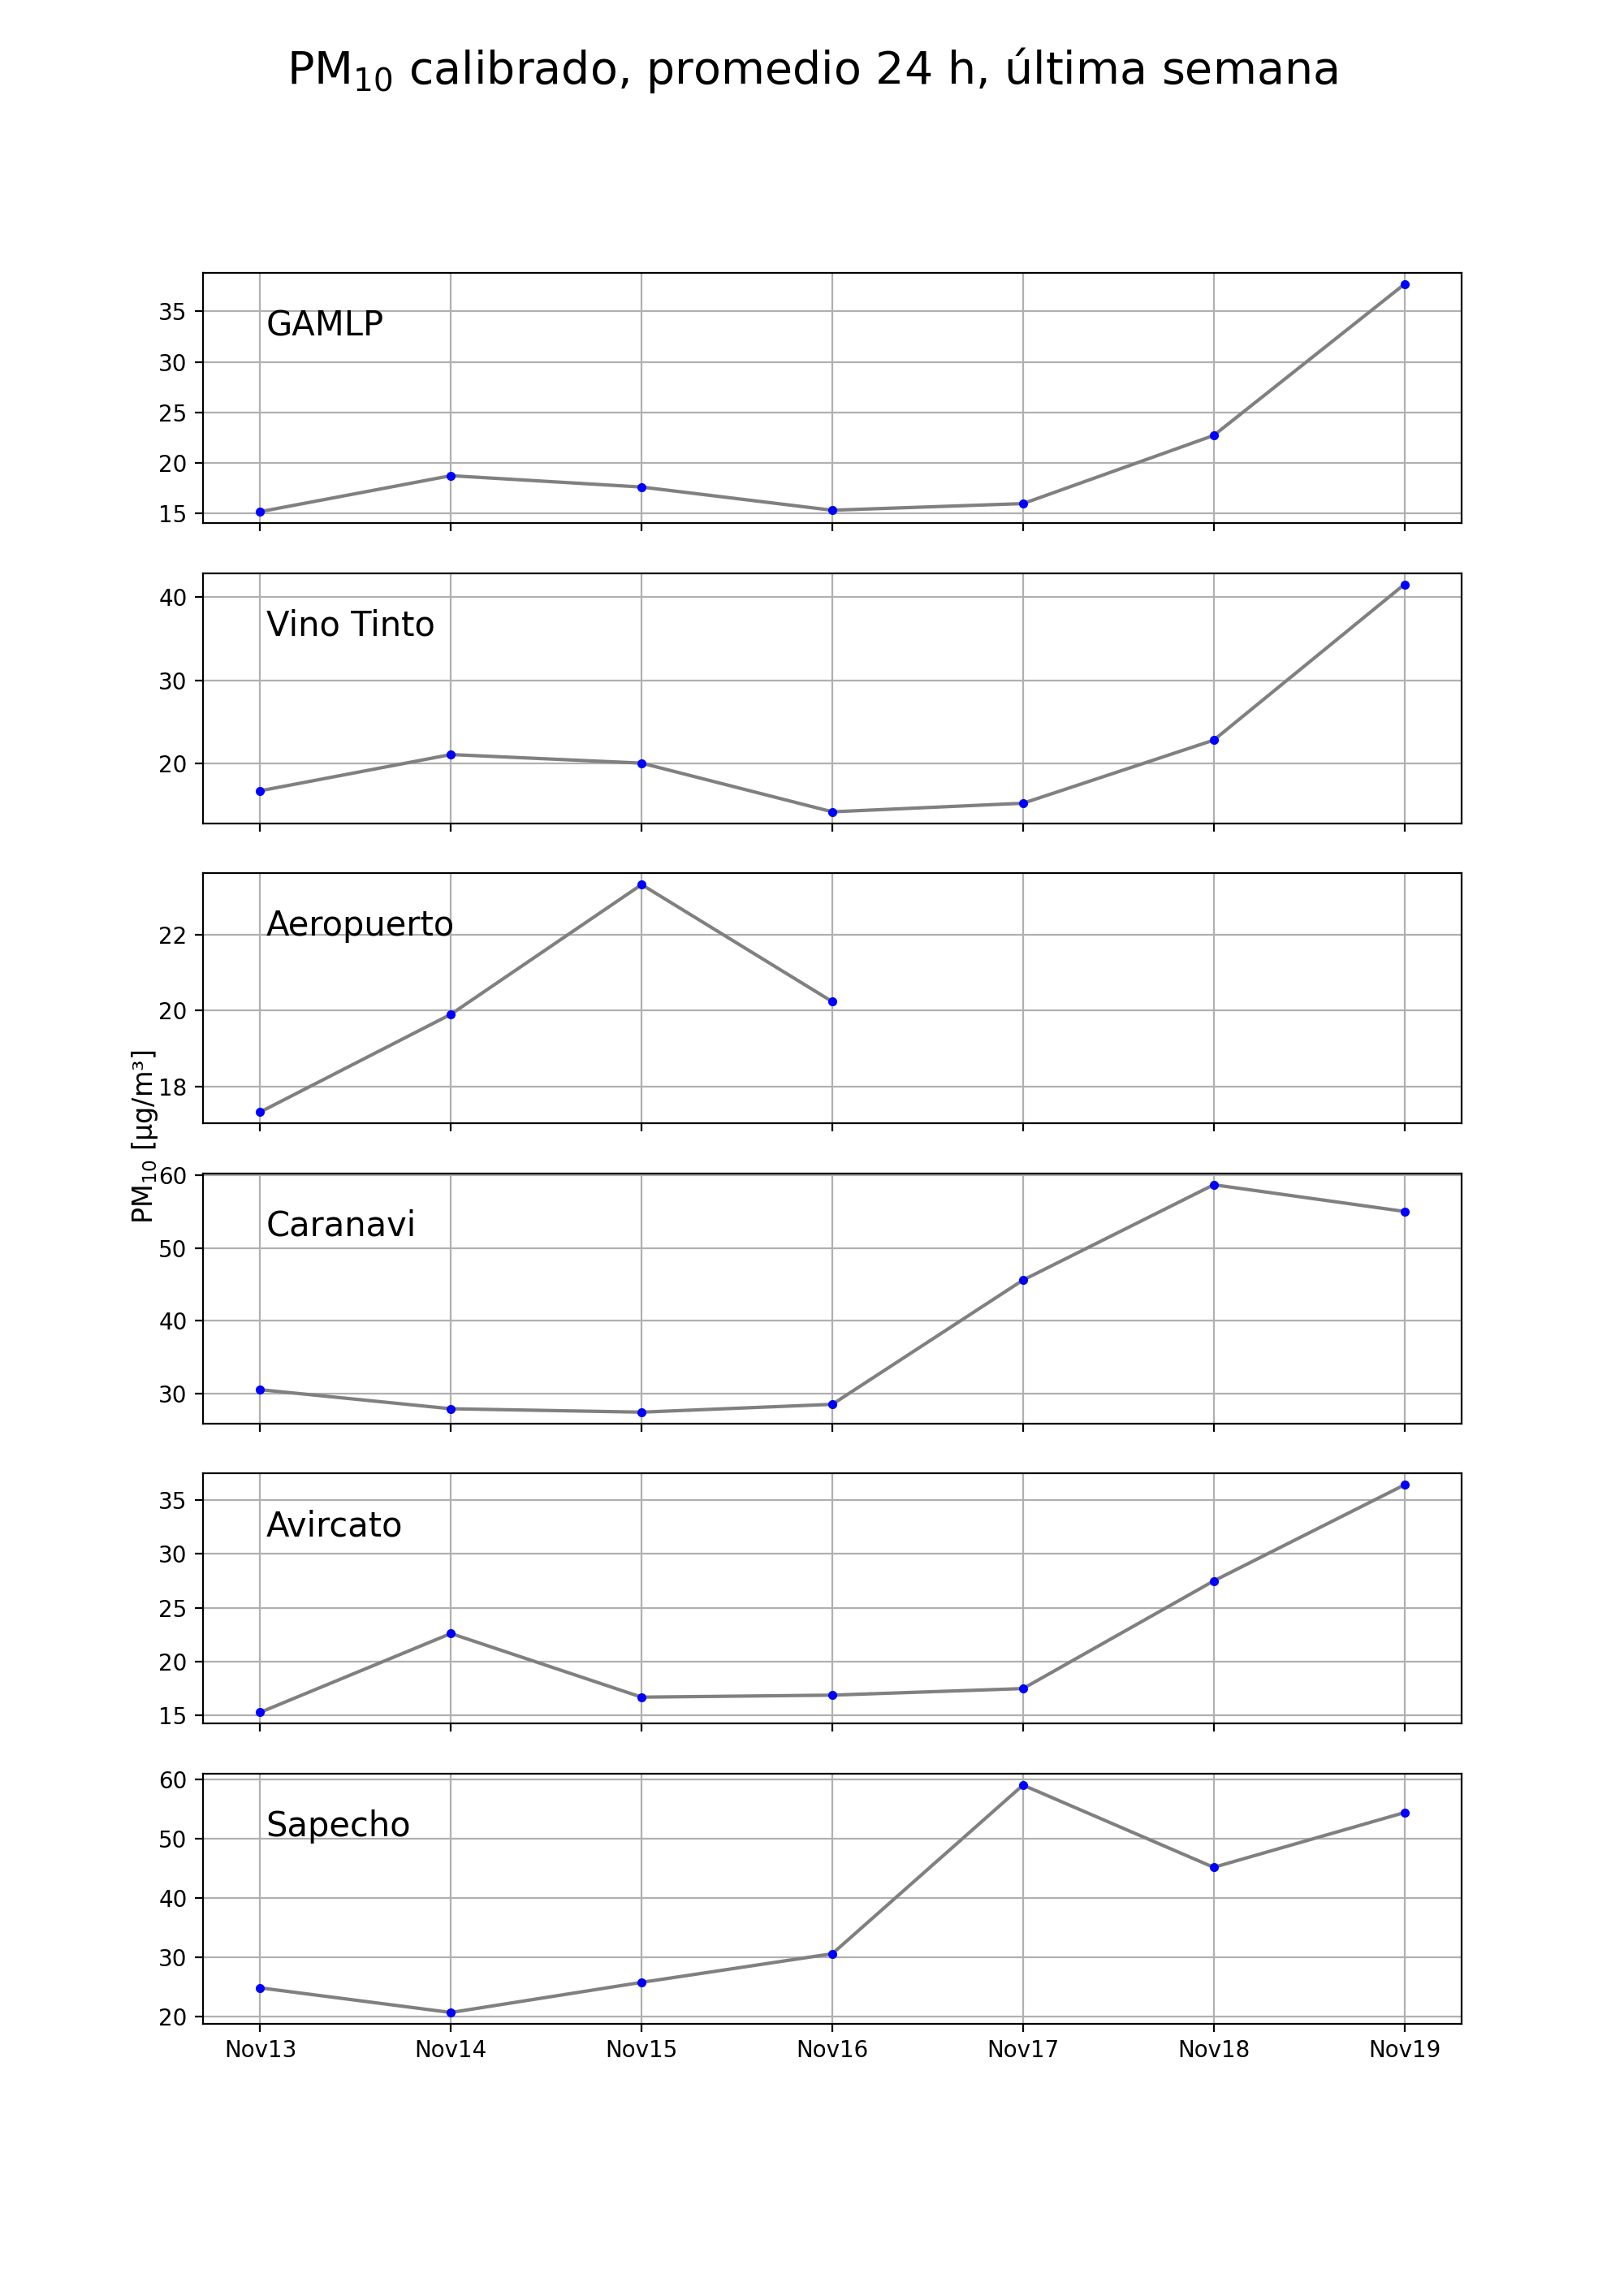 PM₁₀ calibrado, promedio 24 h, última semana
GAMLP
35
30
25
20
15
Vino Tinto
40
30
20
Aeropuerto
22
20
18
PM₁₀ [µg/m³]
Caranavi
60
50
40
30
Avircato
35
30
25
20
15
Sapecho
60
50
40
30
20
Nov13 Nov14 Nov15 Nov16 Nov17 Nov18 Nov19